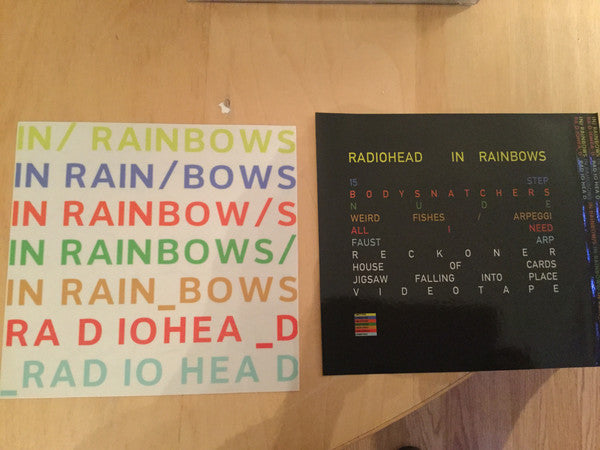 IN/ RAINBOWS
IN RAIN/BOWS
IN RAINBOW/S
IN RAINBOWS/
IN RAIN_BOWS
RA D IOHEA _D
_RAD IO HEA D
RADIOHEAD IN RAINBOWS
15 STEP
BODYSNATCHERS
NUDE
WEIRD FISHES / ARPEGGI
ALL I NEED
FAUST ARP
RECKONER
HOUSE OF CARDS
JIGSAW FALLING INTO PLACE
VIDEOTAPE